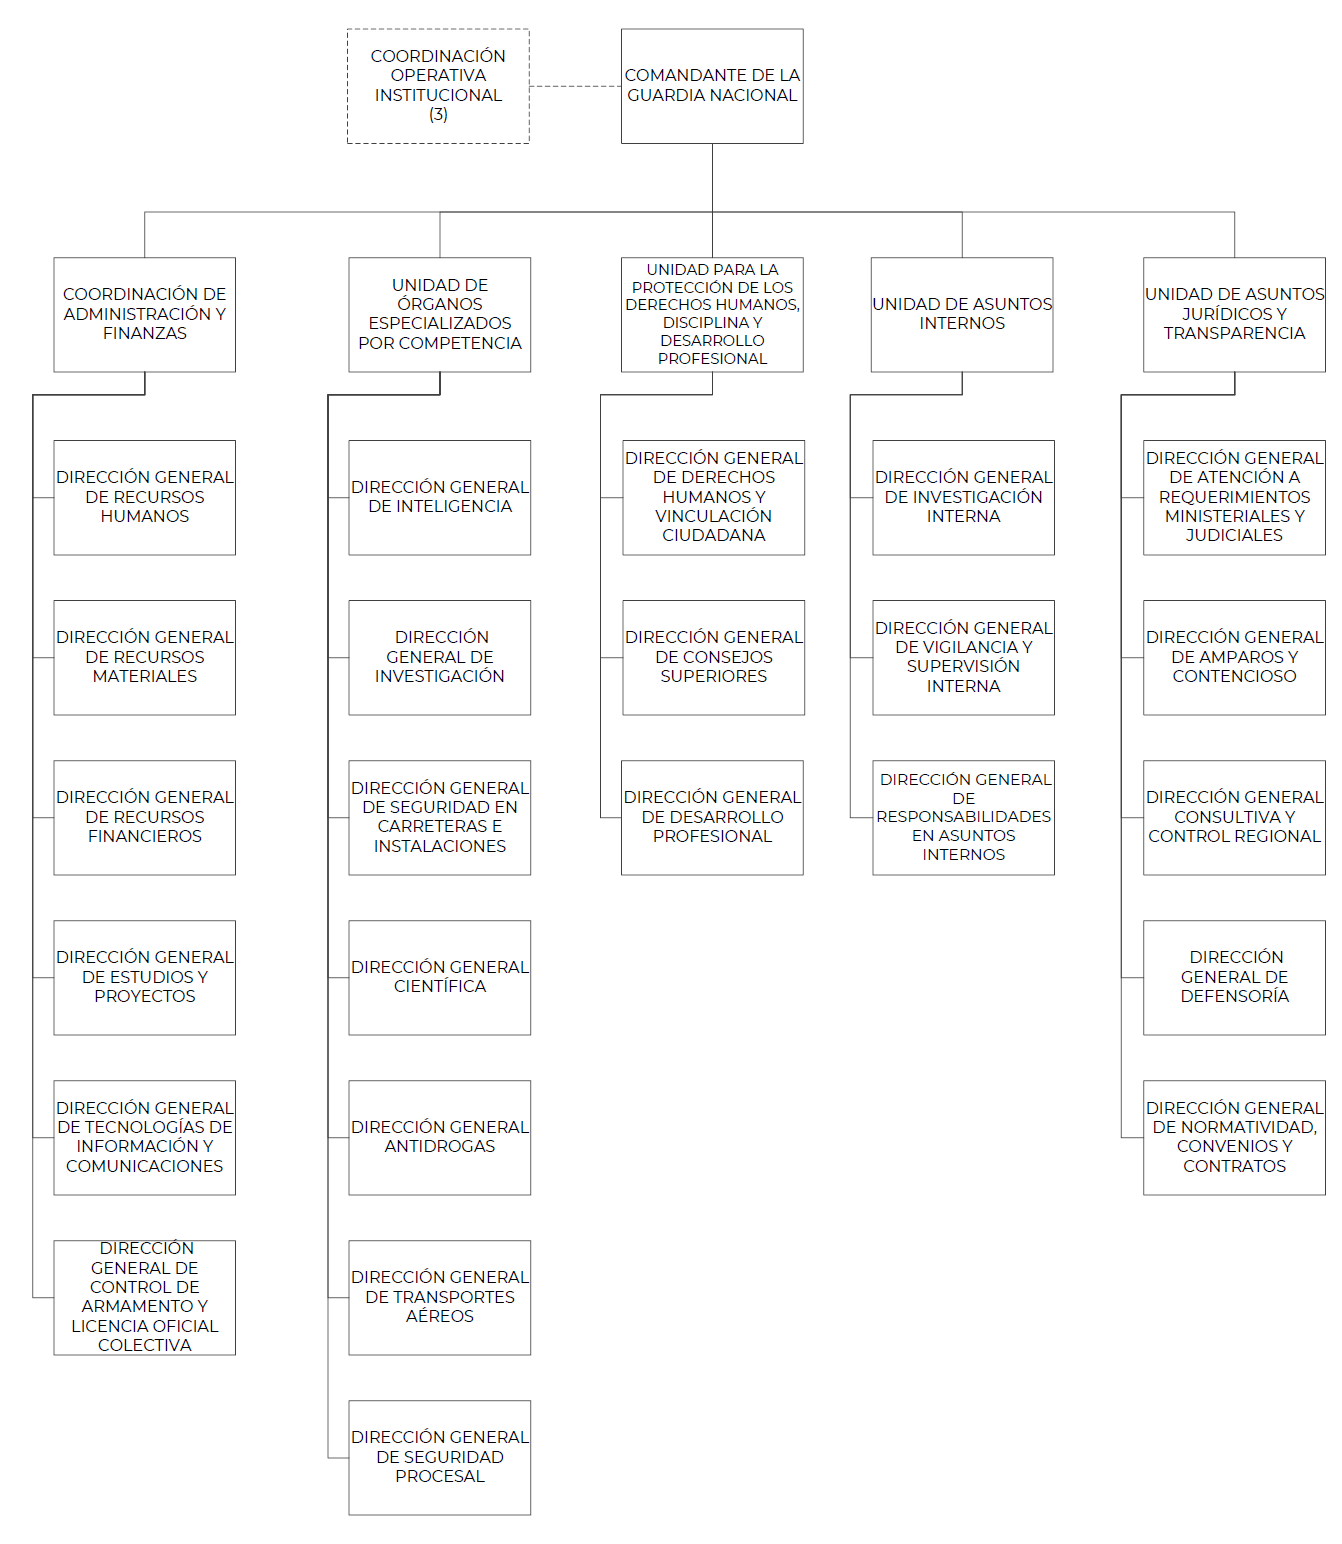 COORDINACIÓN
OPERATIVA
INSTITUCIONAL
(3)
COMANDANTE DE LA
GUARDIA NACIONAL
COORDINACIÓN DE
ADMINISTRACIÓN Y
FINANZAS
UNIDAD DE
ÓRGANOS
ESPECIALIZADOS
POR COMPETENCIA
UNIDAD PARA LA
PROTECCIÓN DE LOS
DERECHOS HUMANOS,
DISCIPLINA Y
DESARROLLO
PROFESIONAL
UNIDAD DE ASUNTOS
INTERNOS
UNIDAD DE ASUNTOS
JURÍDICOS Y
TRANSPARENCIA
DIRECCIÓN GENERAL
DE RECURSOS
HUMANOS
DIRECCIÓN GENERAL
DE INTELIGENCIA
DIRECCIÓN GENERAL
DE DERECHOS
HUMANOS Y
VINCULACIÓN
CIUDADANA
DIRECCIÓN GENERAL
DE INVESTIGACIÓN
INTERNA
DIRECCIÓN GENERAL
DE ATENCIÓN A
REQUERIMIENTOS
MINISTERIALES Y
JUDICIALES
DIRECCIÓN GENERAL
DE RECURSOS
MATERIALES
DIRECCIÓN
GENERAL DE
INVESTIGACIÓN
DIRECCIÓN GENERAL
DE CONSEJOS
SUPERIORES
DIRECCIÓN GENERAL
DE VIGILANCIA Y
SUPERVISIÓN
INTERNA
DIRECCIÓN GENERAL
DE AMPAROS Y
CONTENCIOSO
DIRECCIÓN GENERAL
DE RECURSOS
FINANCIEROS
DIRECCIÓN GENERAL
DE SEGURIDAD EN
CARRETERAS E
INSTALACIONES
DIRECCIÓN GENERAL
DE DESARROLLO
PROFESIONAL
DIRECCIÓN GENERAL
DE
RESPONSABILIDADES
EN ASUNTOS
INTERNOS
DIRECCIÓN GENERAL
CONSULTIVA Y
CONTROL REGIONAL
DIRECCIÓN GENERAL
DE ESTUDIOS Y
PROYECTOS
DIRECCIÓN GENERAL
CIENTÍFICA
DIRECCIÓN
GENERAL DE
DEFENSORÍA
DIRECCIÓN GENERAL
DE TECNOLOGÍAS DE
INFORMACIÓN Y
COMUNICACIONES
DIRECCIÓN GENERAL
ANTIDROGAS
DIRECCIÓN GENERAL
DE NORMATIVIDAD,
CONVENIOS Y
CONTRATOS
DIRECCIÓN
GENERAL DE
CONTROL DE
ARMAMENTO Y
LICENCIA OFICIAL
COLECTIVA
DIRECCIÓN GENERAL
DE TRANSPORTES
AÉREOS
DIRECCIÓN GENERAL
DE SEGURIDAD
PROCESAL